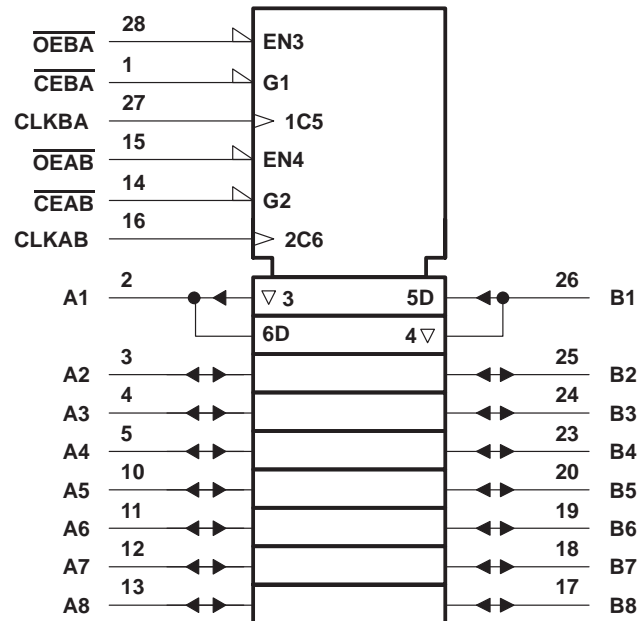 28
OEBA EN3
1
CEBA G1
27
CLKBA 1C5
15
OEAB EN4
14
CEAB G2
16
CLKAB 2C6
2 26
A1 ▽ 3 5D B1
6D 4 ▽
3 25
A2 B2
4 24
A3 B3
5 23
A4 B4
10 20
A5 B5
11 19
A6 B6
12 18
A7 B7
13 17
A8 B8